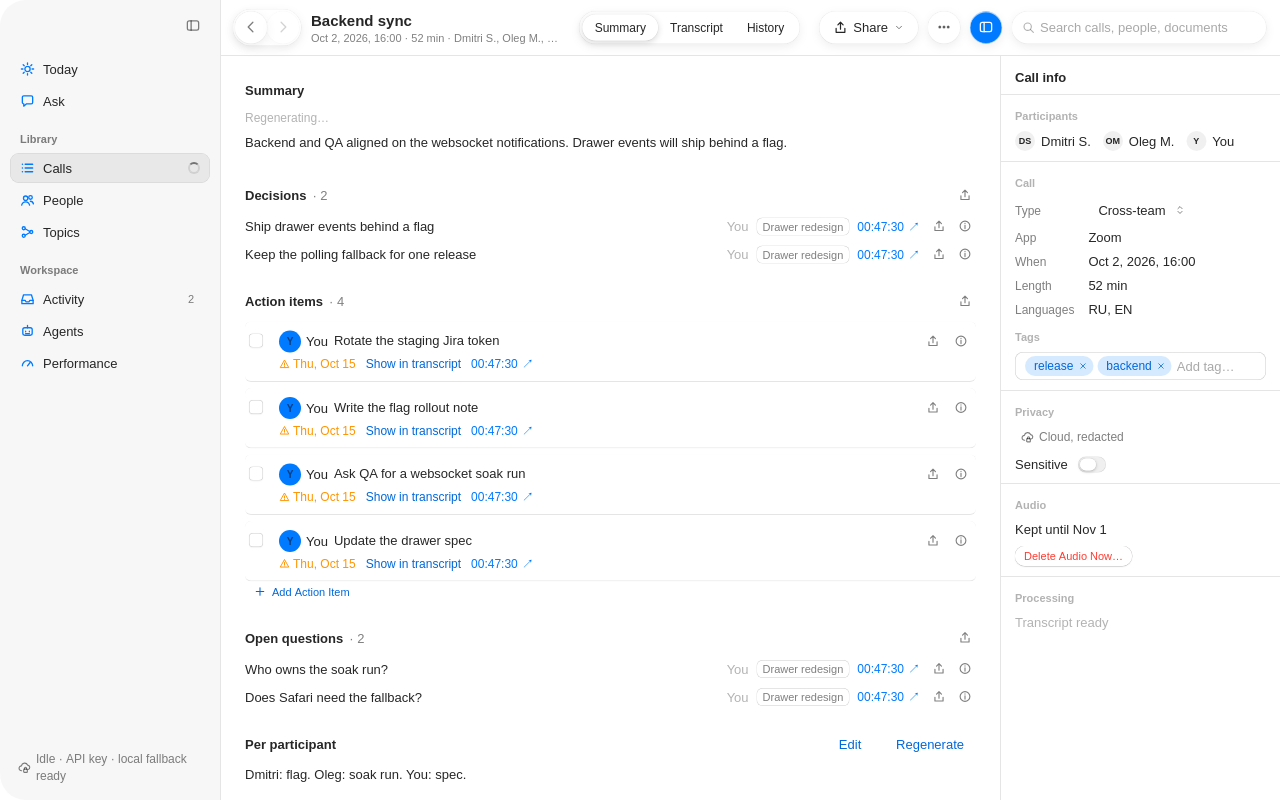 Today
Ask
Library
Calls
People
Topics
Workspace
Activity 2
Agents
Performance
Idle · API key · local fallback
ready
Backend sync
Oct 2, 2026, 16:00 · 52 min · Dmitri S., Oleg M., …
Summary Transcript History
Share
Search calls, people, documents
Summary
Regenerating…
Backend and QA aligned on the websocket notifications. Drawer events will ship behind a flag.
Decisions · 2
Ship drawer events behind a flag You Drawer redesign 00:47:30
Keep the polling fallback for one release You Drawer redesign 00:47:30
Action items · 4
Y You Rotate the staging Jira token
Thu, Oct 15 Show in transcript 00:47:30
Y You Write the flag rollout note
Thu, Oct 15 Show in transcript 00:47:30
Y You Ask QA for a websocket soak run
Thu, Oct 15 Show in transcript 00:47:30
Y You Update the drawer spec
Thu, Oct 15 Show in transcript 00:47:30
Add Action Item
Open questions · 2
Who owns the soak run? You Drawer redesign 00:47:30
Does Safari need the fallback? You Drawer redesign 00:47:30
Per participant Edit Regenerate
Dmitri: flag. Oleg: soak run. You: spec.
Call info
Participants
DS Dmitri S. OM Oleg M. Y You
Call
Type Cross-team
App Zoom
When Oct 2, 2026, 16:00
Length 52 min
Languages RU, EN
Tags
release × backend × Add tag…
Privacy
Cloud, redacted
Sensitive
Audio
Kept until Nov 1
Delete Audio Now…
Processing
Transcript ready